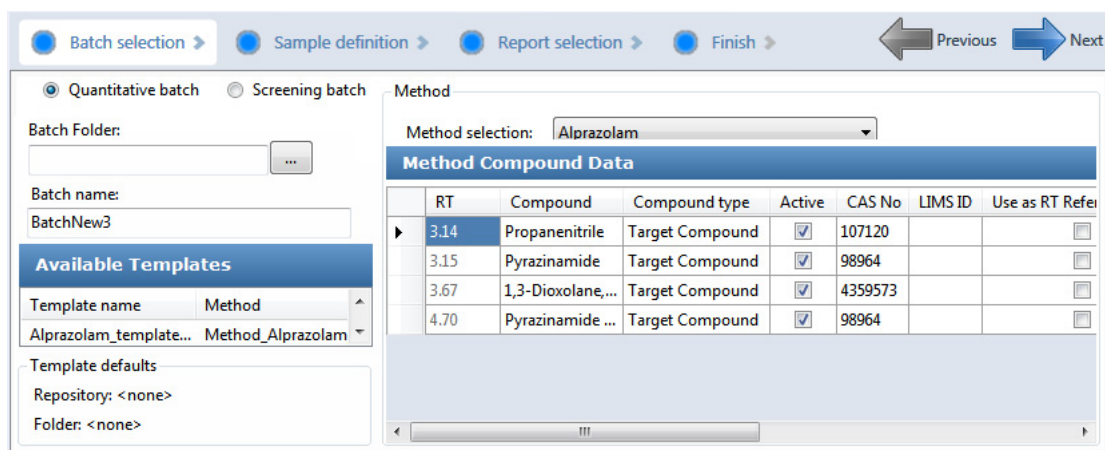 Batch selection Sample definition Report selection Finish Previous Next
Quantitative batch Screening batch
Batch Folder:
...
Batch name:
BatchNew3
Available Templates
Template name Method
Alprazolam_template... Method_Alprazolam
Template defaults
Repository: <none>
Folder: <none>
Method
Method selection: Alprazolam
Method Compound Data
RT Compound Compound type Active CAS No LIMS ID Use as RT Refer
3.14 Propanenitrile Target Compound 107120
3.15 Pyrazinamide Target Compound 98964
3.67 1,3-Dioxolane,... Target Compound 4359573
4.70 Pyrazinamide ... Target Compound 98964